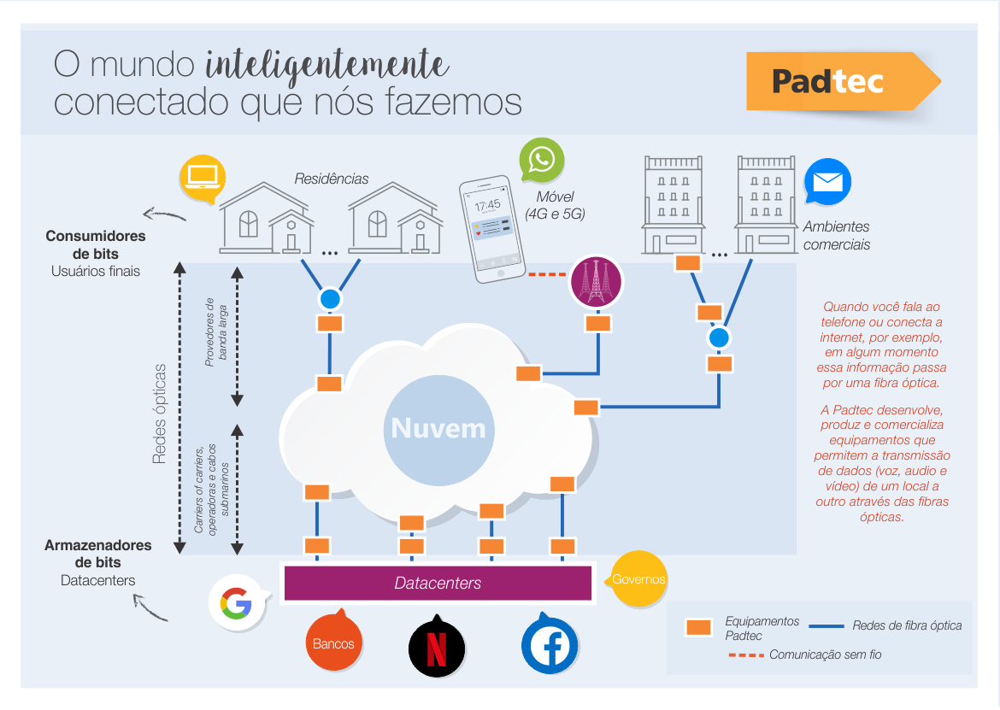 O mundo inteligentemente
conectado que nós fazemos
Padtec
Residências
Móvel
(4G e 5G)
17:45
Ambientes
comerciais
Consumidores
de bits
Usuários finais
...
...
Provedores de
banda larga
Redes ópticas
Carriers of carriers,
operadoras e cabos
submarinos
Nuvem
Quando você fala ao
telefone ou conecta a
internet, por exemplo,
em algum momento
essa informação passa
por uma fibra óptica.
A Padtec desenvolve,
produz e comercializa
equipamentos que
permitem a transmissão
de dados (voz, audio e
vídeo) de um local a
outro através das fibras
ópticas.
Armazenadores
de bits
Datacenters
Datacenters
Governos
G
Bancos
N
f
Equipamentos
Padtec
Redes de fibra óptica
Comunicação sem fio